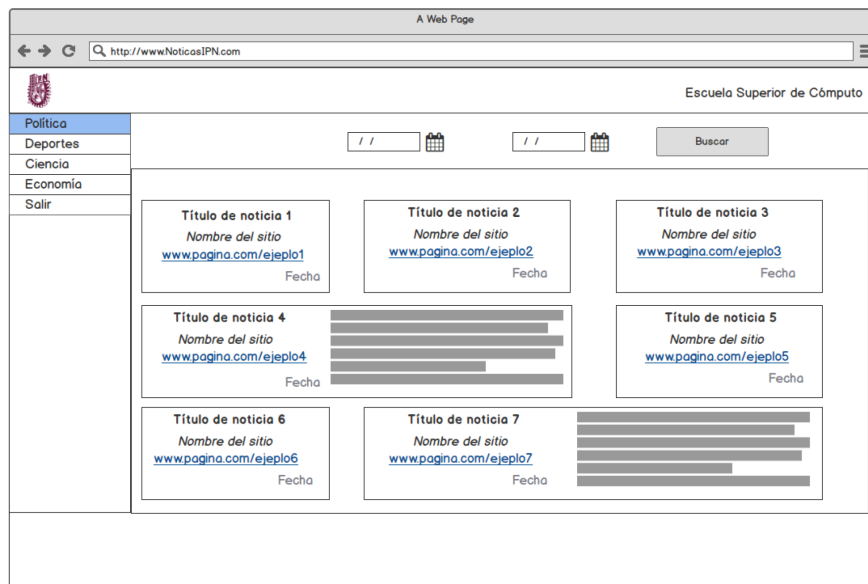 A Web Page
http://www.NoticasIPN.com
Escuela Superior de Cómputo
Política
Deportes
Ciencia
Economía
Salir
/ /
/ /
Buscar
Título de noticia 1
Nombre del sitio
www.pagina.com/ejeplo1
Fecha
Título de noticia 2
Nombre del sitio
www.pagina.com/ejeplo2
Fecha
Título de noticia 3
Nombre del sitio
www.pagina.com/ejeplo3
Fecha
Título de noticia 4
Nombre del sitio
www.pagina.com/ejeplo4
Fecha
Título de noticia 5
Nombre del sitio
www.pagina.com/ejeplo5
Fecha
Título de noticia 6
Nombre del sitio
www.pagina.com/ejeplo6
Fecha
Título de noticia 7
Nombre del sitio
www.pagina.com/ejeplo7
Fecha